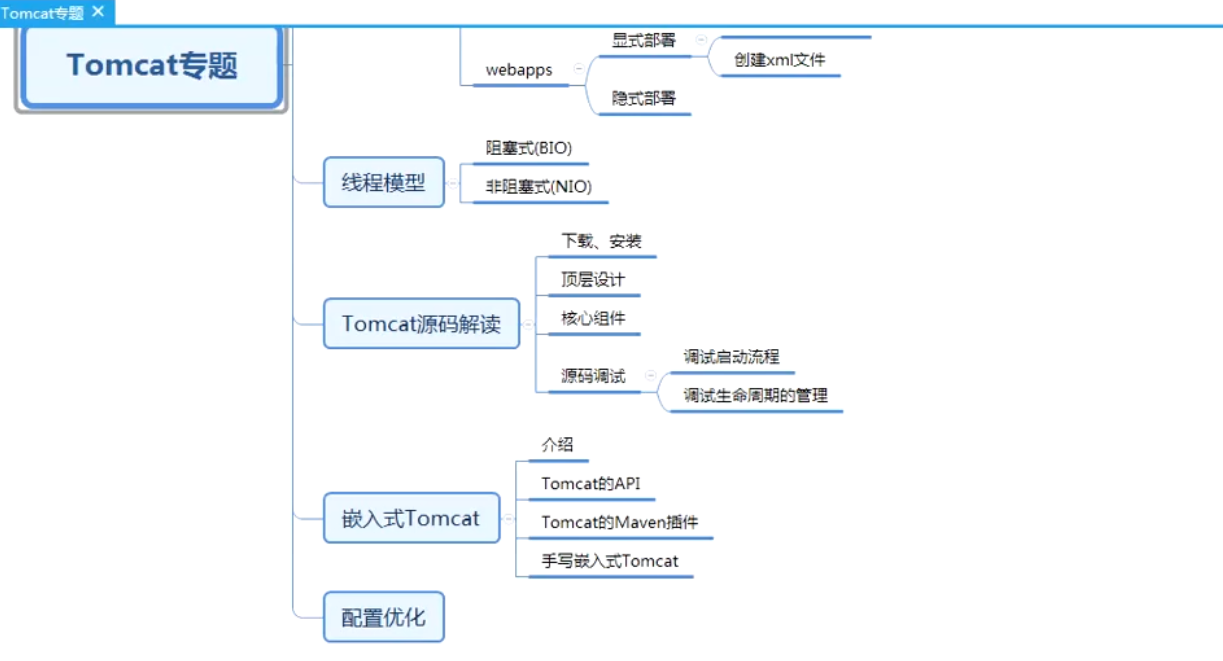 Tomcat专题
Tomcat专题
webapps
显式部署
创建xml文件
隐式部署
线程模型
阻塞式(BIO)
非阻塞式(NIO)
Tomcat源码解读
下载、安装
顶层设计
核心组件
源码调试
调试启动流程
调试生命周期的管理
嵌入式Tomcat
介绍
Tomcat的API
Tomcat的Maven插件
手写嵌入式Tomcat
配置优化